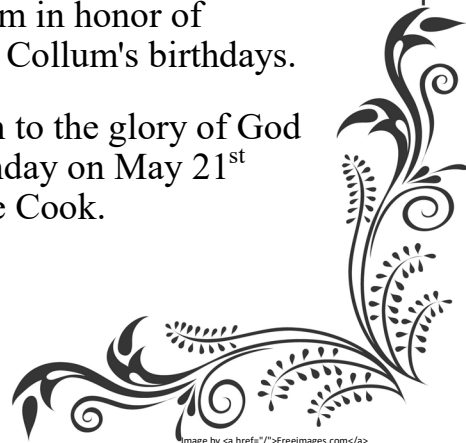 m in honor of
Collum's birthdays.
to the glory of God
day on May 21st
Cook.
Image by <a href="/">Freeimages.com</a>